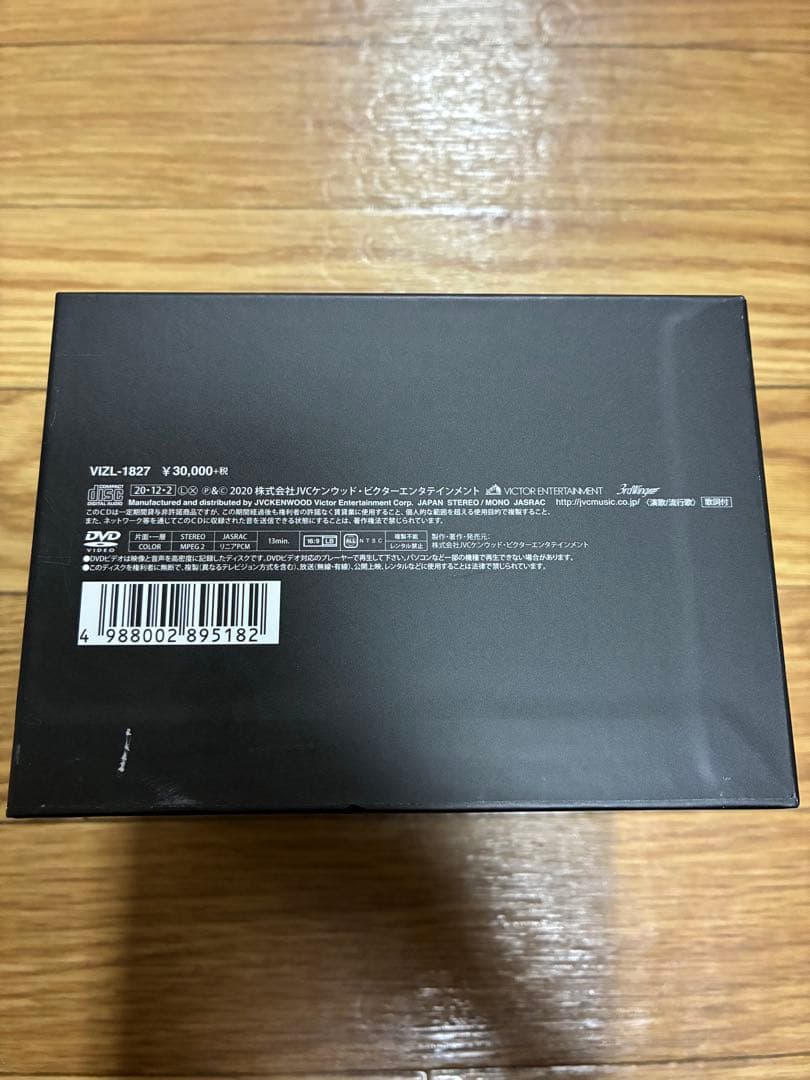 VIZL-1827 ¥30,000+税
COMPACT disc DIGITAL AUDIO
20・12・2 Ⓛ Ⓧ Ⓟ&Ⓒ 2020 株式会社JVCケンウッド・ビクターエンタテインメント VICTOR ENTERTAINMENT
Manufactured and distributed by JVCKENWOOD Victor Entertainment Corp. JAPAN STEREO/MONO JASRAC http://jvcmusic.co.jp/ 〈演歌/流行歌〉 歌詞付
このCDは一定期間貸与非許諾商品ですが、この期間経過後も権利者の許諾なく賃貸業に使用すること、個人的な範囲を超える使用目的で複製すること、
また、ネットワーク等を通じてこのCDに収録された音を送信できる状態にすることは、著作権法で禁じられています。
DVD VIDEO
片面・一層 STEREO JASRAC 13min. 16:9 LB ALL NTSC 複製不能 製作・著作・発売元:
COLOR MPEG 2 リニアPCM レンタル禁止 株式会社JVCケンウッド・ビクターエンタテインメント
●DVDビデオは映像と音声を高密度に記録したディスクです。DVDビデオ対応のプレーヤーで再生して下さい。パソコンなど一部の機種で再生できない場合があります。
●このディスクを権利者に無断で、複製(異なるテレビジョン方式を含む)、放送(無線・有線)、公開上映、レンタルなどに使用することは法律で禁じられています。
4 988002 895182